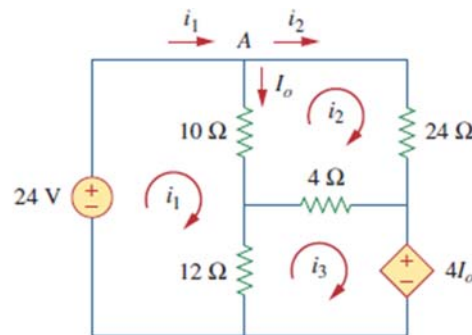 i₁ A i₂
Iₒ
i₂
10 Ω 24 Ω
4 Ω
24 V + − i₁
12 Ω i₃ + − 4Iₒ